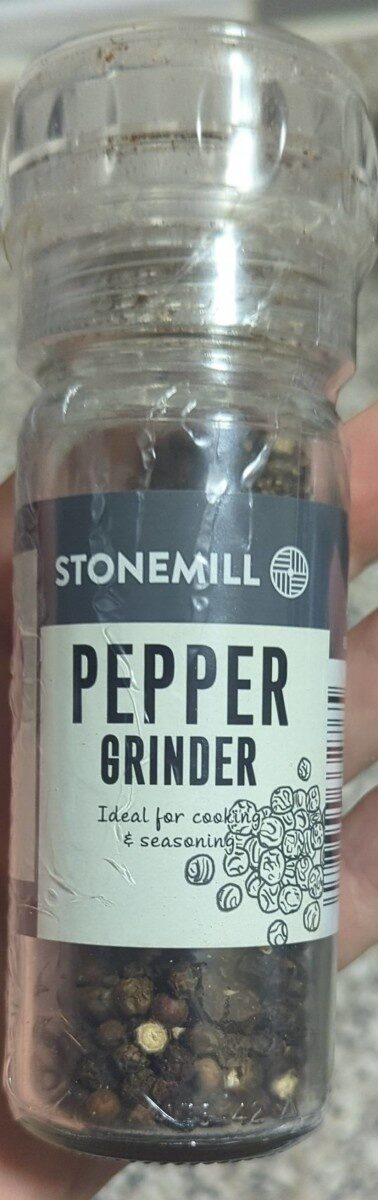 STONEMILL
PEPPER
GRINDER
Ideal for cooking
& seasoning